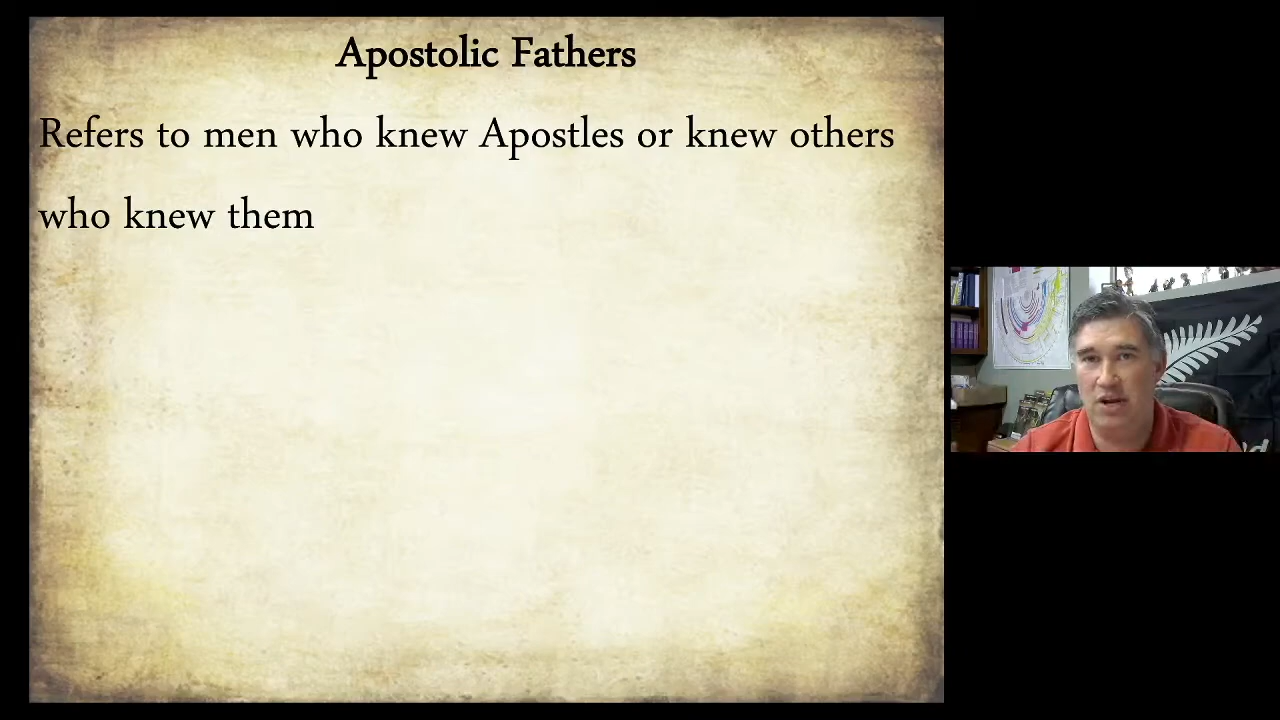 Apostolic Fathers
Refers to men who knew Apostles or knew others
who knew them